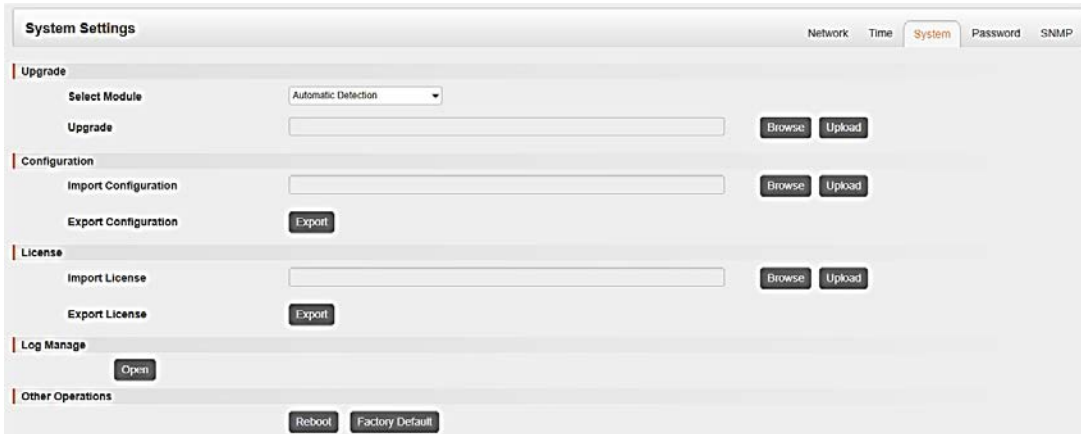 System Settings
Network Time System Password SNMP
Upgrade
Select Module Automatic Detection
Upgrade Browse Upload
Configuration
Import Configuration Browse Upload
Export Configuration Export
License
Import License Browse Upload
Export License Export
Log Manage
Open
Other Operations
Reboot Factory Default